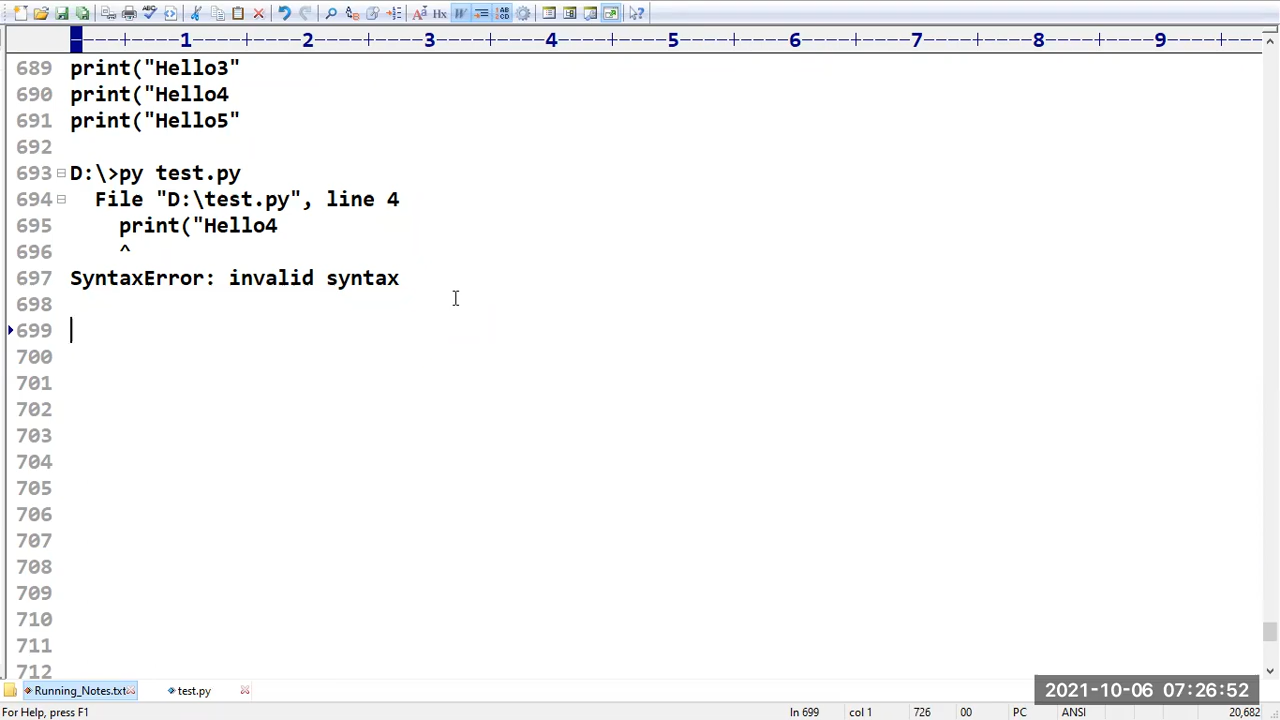 1 2 3 4 5 6 7 8 9
689 print("Hello3"
690 print("Hello4
691 print("Hello5"
692
693 D:\>py test.py
694 File "D:\test.py", line 4
695 print("Hello4
696 ^
697 SyntaxError: invalid syntax
698
699
700
701
702
703
704
705
706
707
708
709
710
711
712
Running_Notes.txt test.py
2021-10-06 07:26:52
For Help, press F1 ln 699 col 1 726 00 PC ANSI 20,682